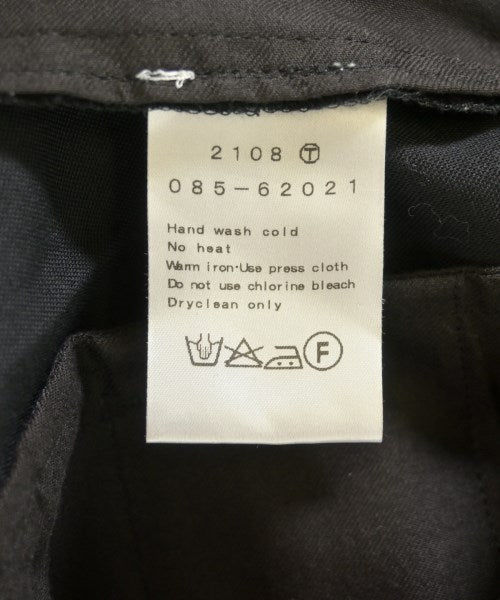 2108 Ⓣ
085-62021
Hand wash cold
No heat
Warm iron·Use press cloth
Do not use chlorine bleach
Dryclean only
Ⓕ